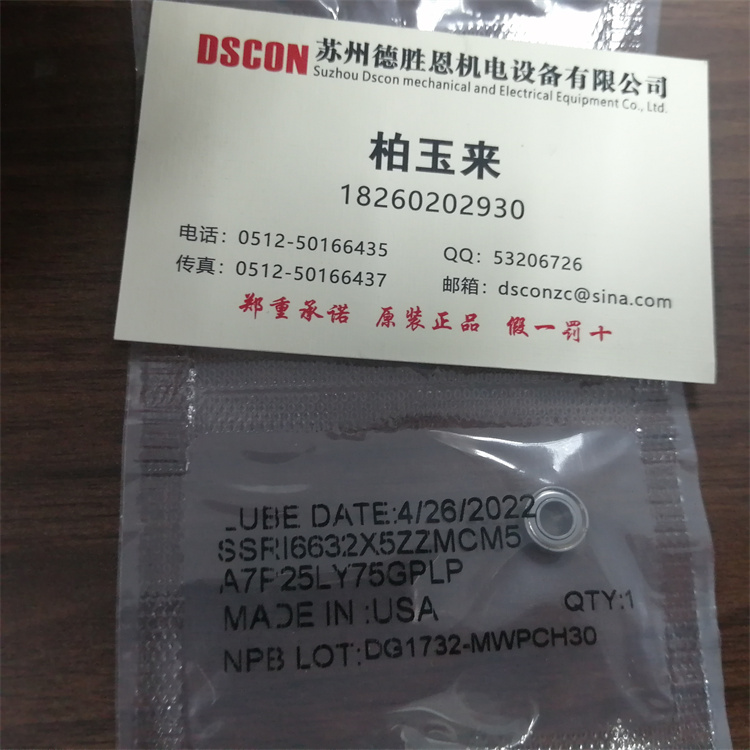 DSCON 苏州德胜恩机电设备有限公司
Suzhou Dscon mechanical and Electrical Equipment Co., Ltd.
柏玉来
18260202930
电话：0512-50166435 QQ：53206726
传真：0512-50166437 邮箱：dsconzc@sina.com
郑重承诺 原装正品 假一罚十
LUBE DATE:4/26/2022
SSRI6632X5ZZMCM5
A7P25LY75GPLP
MADE IN :USA QTY:1
NPB LOT:DG1732-MWPCH30